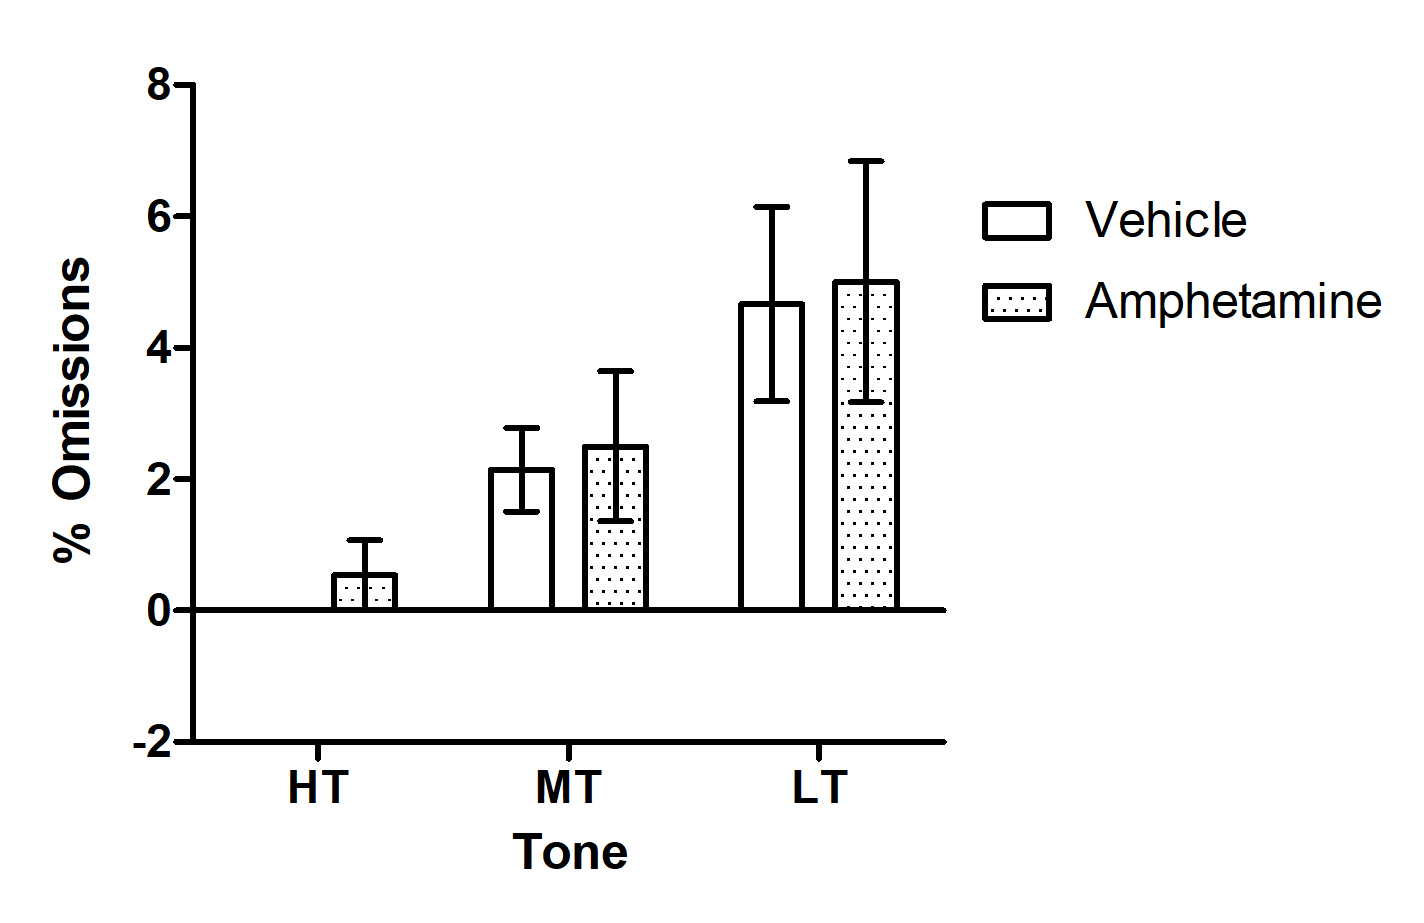 % Omissions
8
6
4
2
0
-2
HT MT LT
Tone
Vehicle
Amphetamine